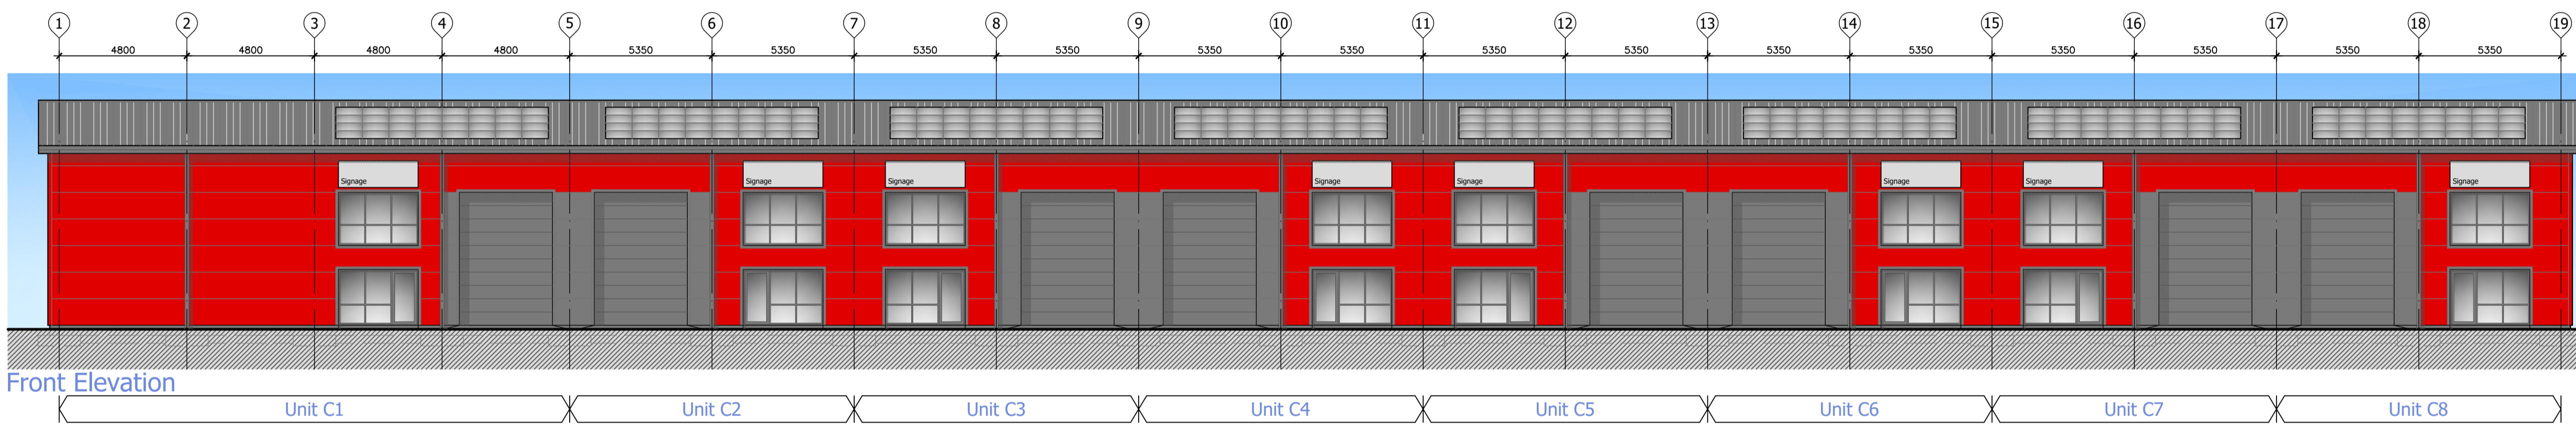 1 2 3 4 5 6 7 8 9 10 11 12 13 14 15 16 17 18 19
4800 4800 4800 4800 5350 5350 5350 5350 5350 5350 5350 5350 5350 5350 5350 5350 5350 5350
Signage Signage Signage Signage Signage Signage Signage Signage
Front Elevation
Unit C1 Unit C2 Unit C3 Unit C4 Unit C5 Unit C6 Unit C7 Unit C8